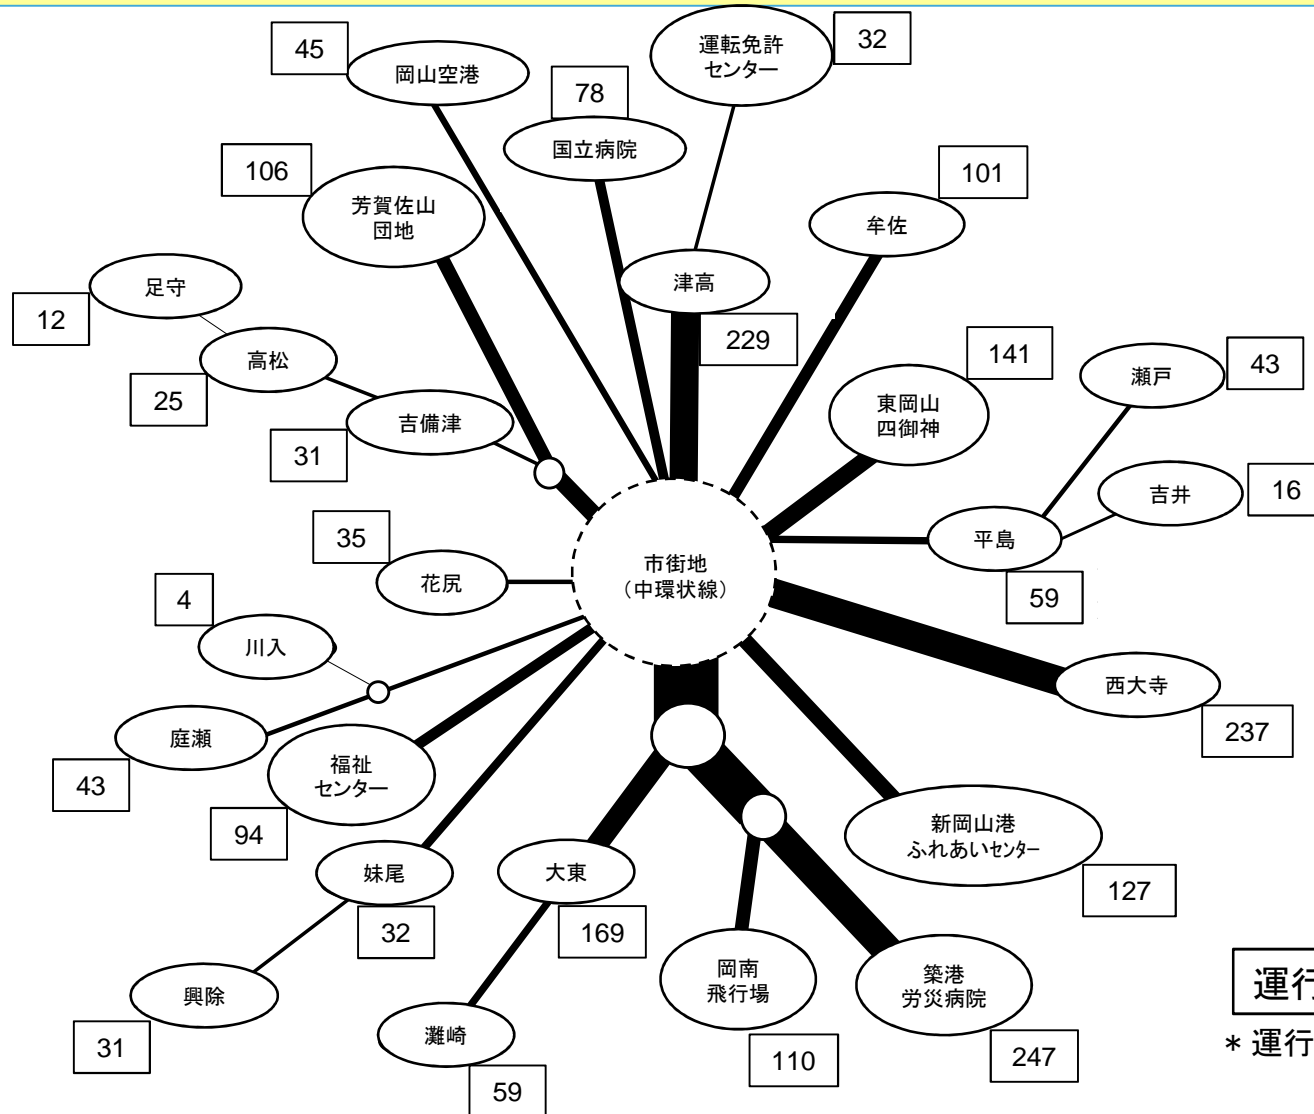 45
岡山空港
運転免許
センター
32
78
国立病院
106
芳賀佐山
団地
101
牟佐
足守
12
津高
229
高松
25
141
東岡山
四御神
瀬戸
43
吉備津
31
吉井
16
35
花尻
市街地
（中環状線）
平島
59
4
川入
西大寺
237
庭瀬
43
福祉
センター
94
新岡山港
ふれあいセンター
127
妹尾
32
大東
169
岡南
飛行場
110
築港
労災病院
247
興除
31
灘崎
59
運行
* 運行